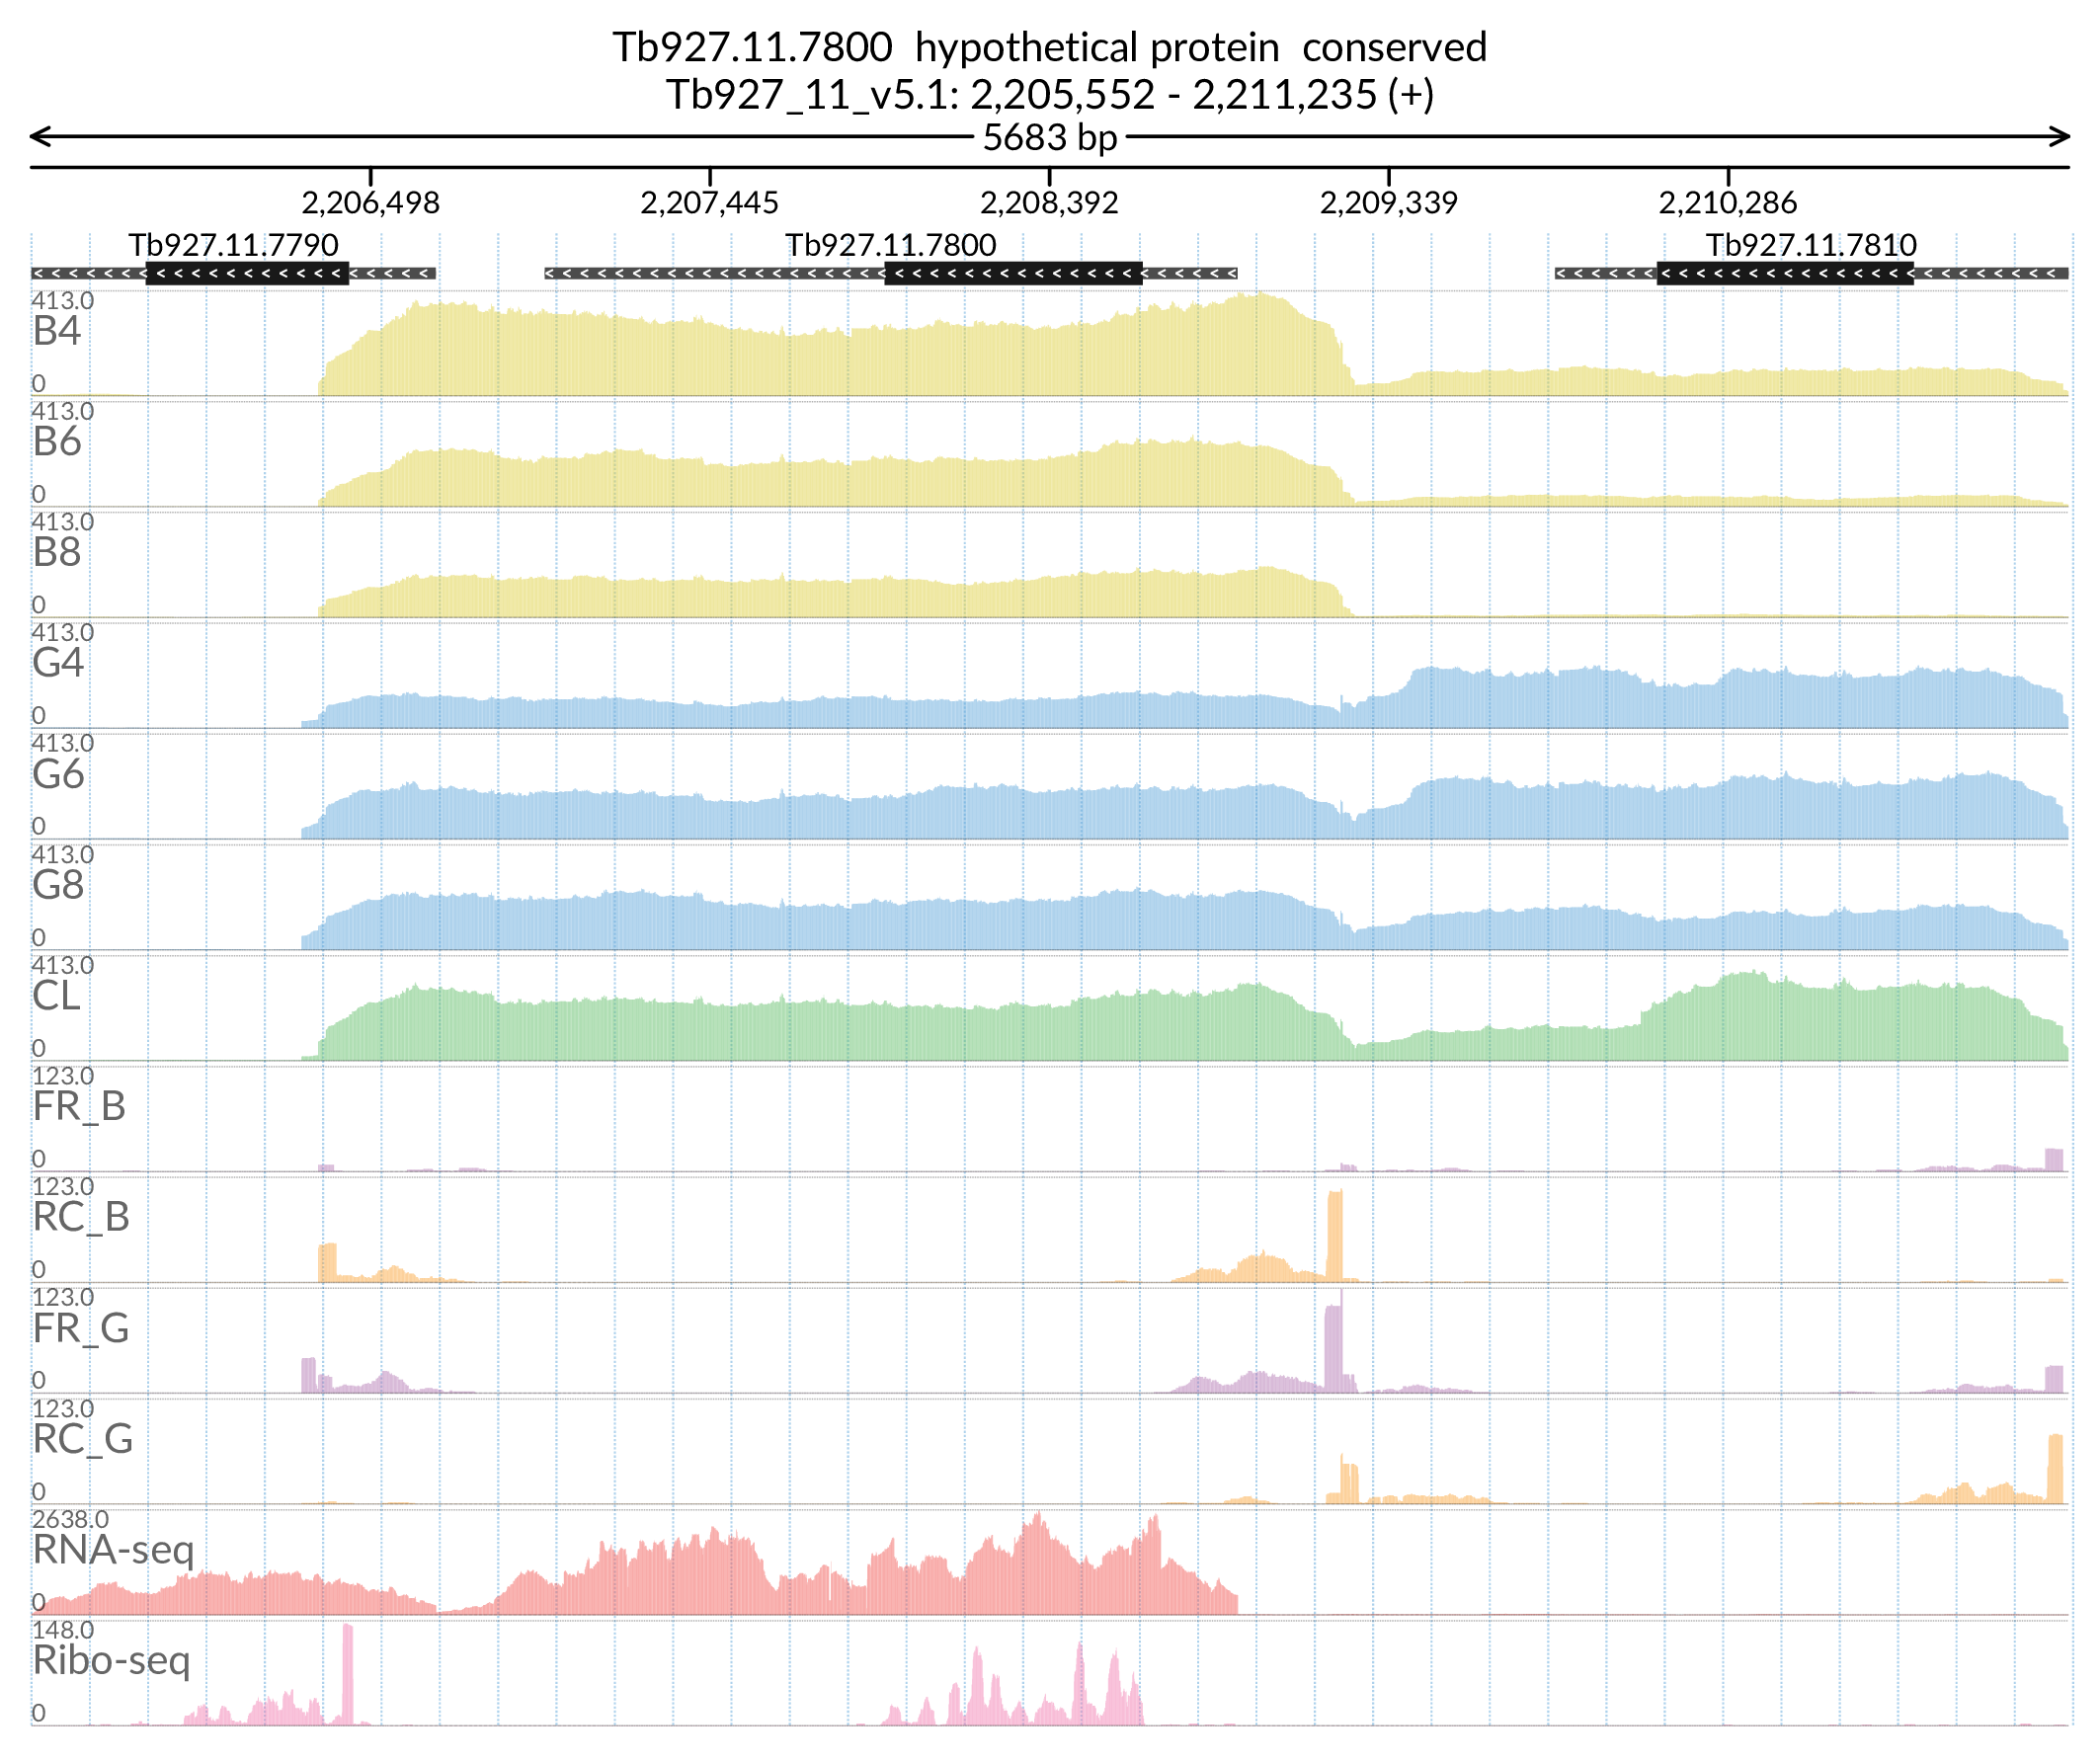 Tb927.11.7800 hypothetical protein conserved
Tb927_11_v5.1: 2,205,552 - 2,211,235 (+)
5683 bp
2,206,498 2,207,445 2,208,392 2,209,339 2,210,286
Tb927.11.7790 Tb927.11.7800 Tb927.11.7810
413.0
B4
0
413.0
B6
0
413.0
B8
0
413.0
G4
0
413.0
G6
0
413.0
G8
0
413.0
CL
0
123.0
FR_B
0
123.0
RC_B
0
123.0
FR_G
0
123.0
RC_G
0
2638.0
RNA-seq
0
148.0
Ribo-seq
0